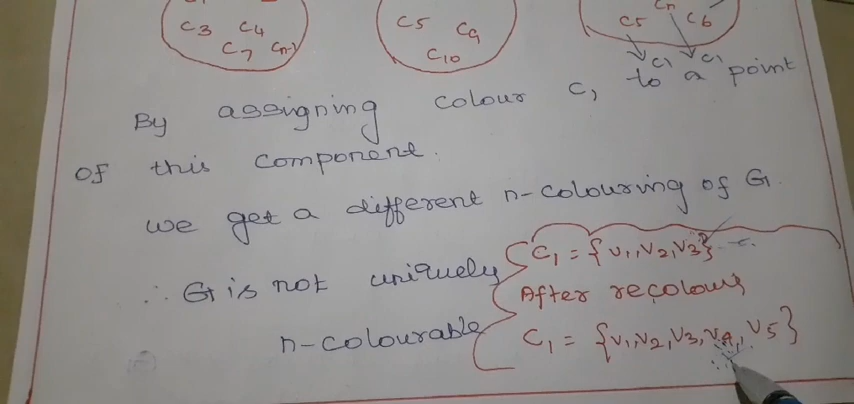 C3 C4
C7 Cn-1
C5 C9
C10
Cn
C5 C6
C1 C1
By assigning colour C1 to a point
of this component.
we get a different n-colouring of G.
∴ G is not uniquely
n-colourable
C1 = {v1, v2, v3}
After recolour
C1 = {v1, v2, v3, v4, v5}